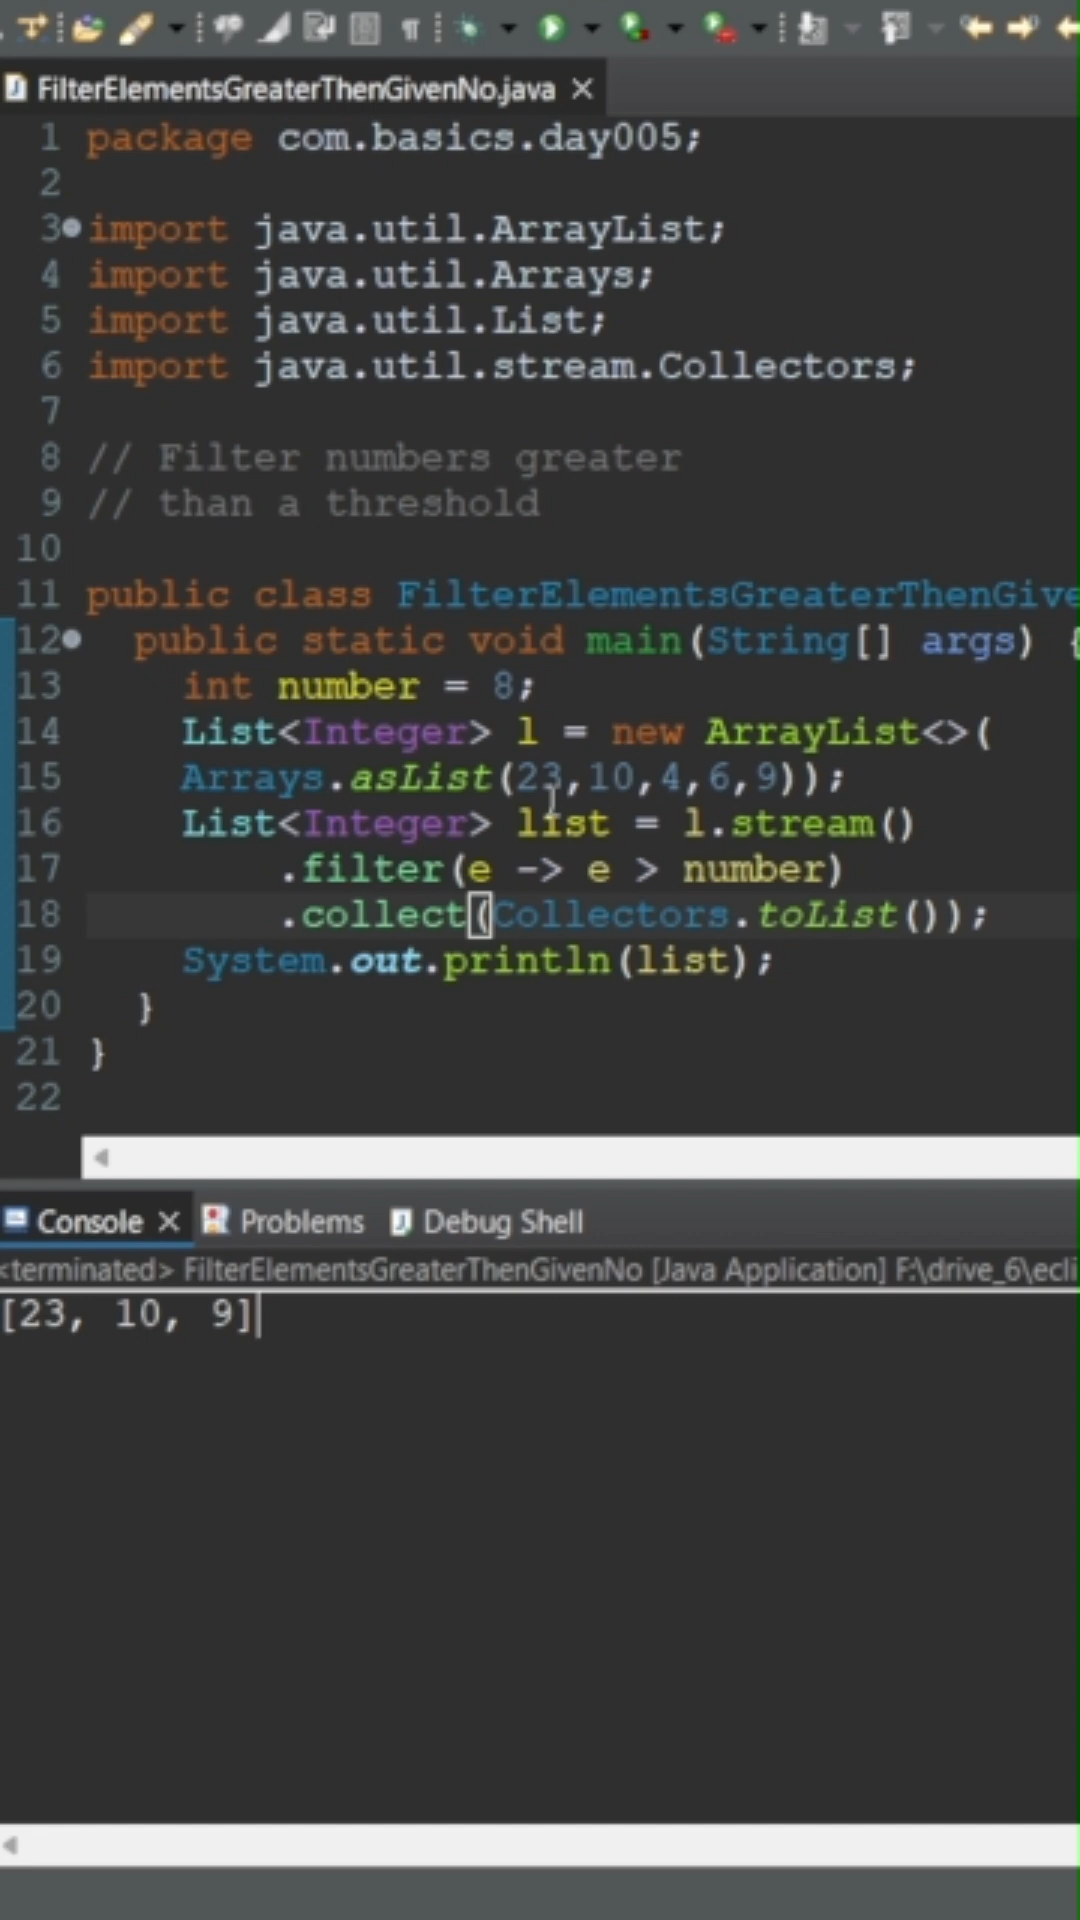 FilterElementsGreaterThenGivenNo.java
1 package com.basics.day005;
2
3 import java.util.ArrayList;
4 import java.util.Arrays;
5 import java.util.List;
6 import java.util.stream.Collectors;
7
8 // Filter numbers greater
9 // than a threshold
10
11 public class FilterElementsGreaterThenGive
12 public static void main(String[] args) {
13 int number = 8;
14 List<Integer> l = new ArrayList<>(
15 Arrays.asList(23,10,4,6,9));
16 List<Integer> list = l.stream()
17 .filter(e -> e > number)
18 .collect(Collectors.toList());
19 System.out.println(list);
20 }
21 }
22
Console Problems Debug Shell
<terminated> FilterElementsGreaterThenGivenNo [Java Application] F:\drive_6\ecli
[23, 10, 9]